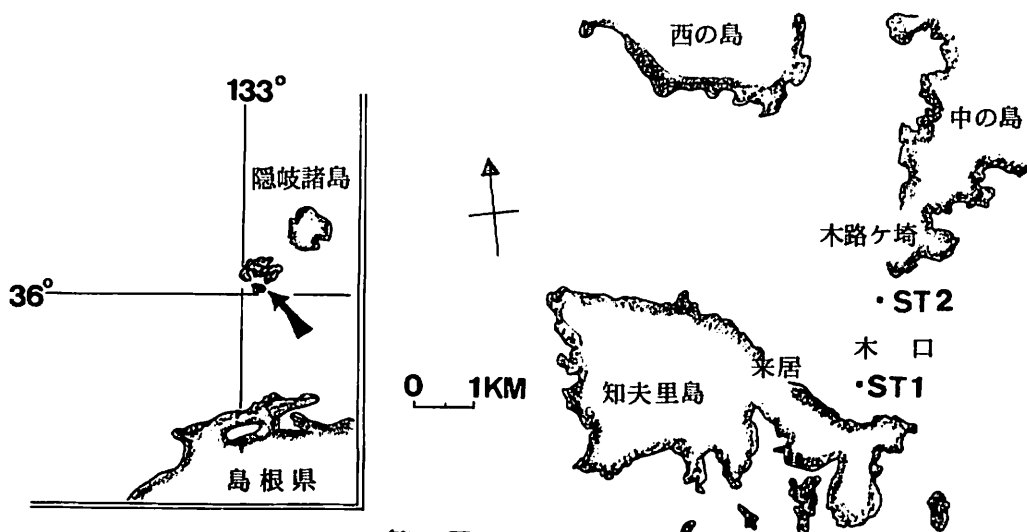 133°
隠岐諸島
36°
島根県
西の島
中の島
木路ケ埼
・ST2
木 口
来居
・ST1
知夫里島
0 1KM